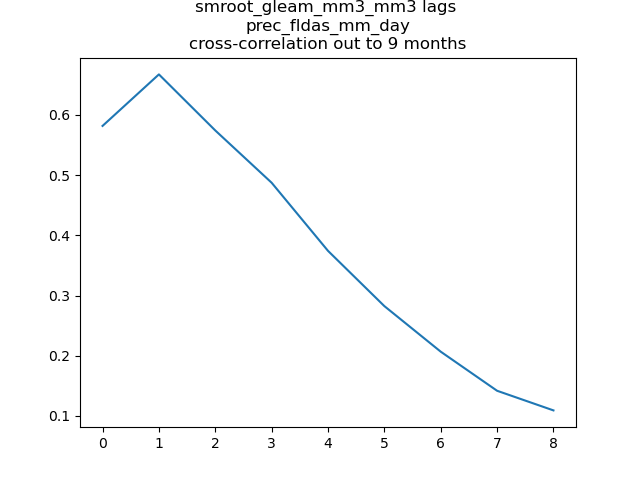 smroot_gleam_mm3_mm3 lags
prec_fldas_mm_day
cross-correlation out to 9 months
0.6
0.5
0.4
0.3
0.2
0.1
0 1 2 3 4 5 6 7 8